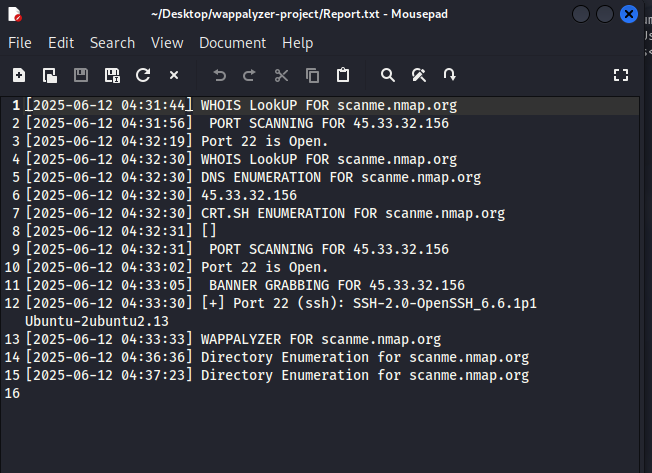 ~/Desktop/wappalyzer-project/Report.txt - Mousepad
File Edit Search View Document Help
1 [2025-06-12 04:31:44] WHOIS LookUP FOR scanme.nmap.org
2 [2025-06-12 04:31:56]  PORT SCANNING FOR 45.33.32.156
3 [2025-06-12 04:32:19] Port 22 is Open.
4 [2025-06-12 04:32:30] WHOIS LookUP FOR scanme.nmap.org
5 [2025-06-12 04:32:30] DNS ENUMERATION FOR scanme.nmap.org
6 [2025-06-12 04:32:30] 45.33.32.156
7 [2025-06-12 04:32:30] CRT.SH ENUMERATION FOR scanme.nmap.org
8 [2025-06-12 04:32:31] []
9 [2025-06-12 04:32:31]  PORT SCANNING FOR 45.33.32.156
10 [2025-06-12 04:33:02] Port 22 is Open.
11 [2025-06-12 04:33:05]  BANNER GRABBING FOR 45.33.32.156
12 [2025-06-12 04:33:30] [+] Port 22 (ssh): SSH-2.0-OpenSSH_6.6.1p1
Ubuntu-2ubuntu2.13
13 [2025-06-12 04:33:33] WAPPALYZER FOR scanme.nmap.org
14 [2025-06-12 04:36:36] Directory Enumeration for scanme.nmap.org
15 [2025-06-12 04:37:23] Directory Enumeration for scanme.nmap.org
16